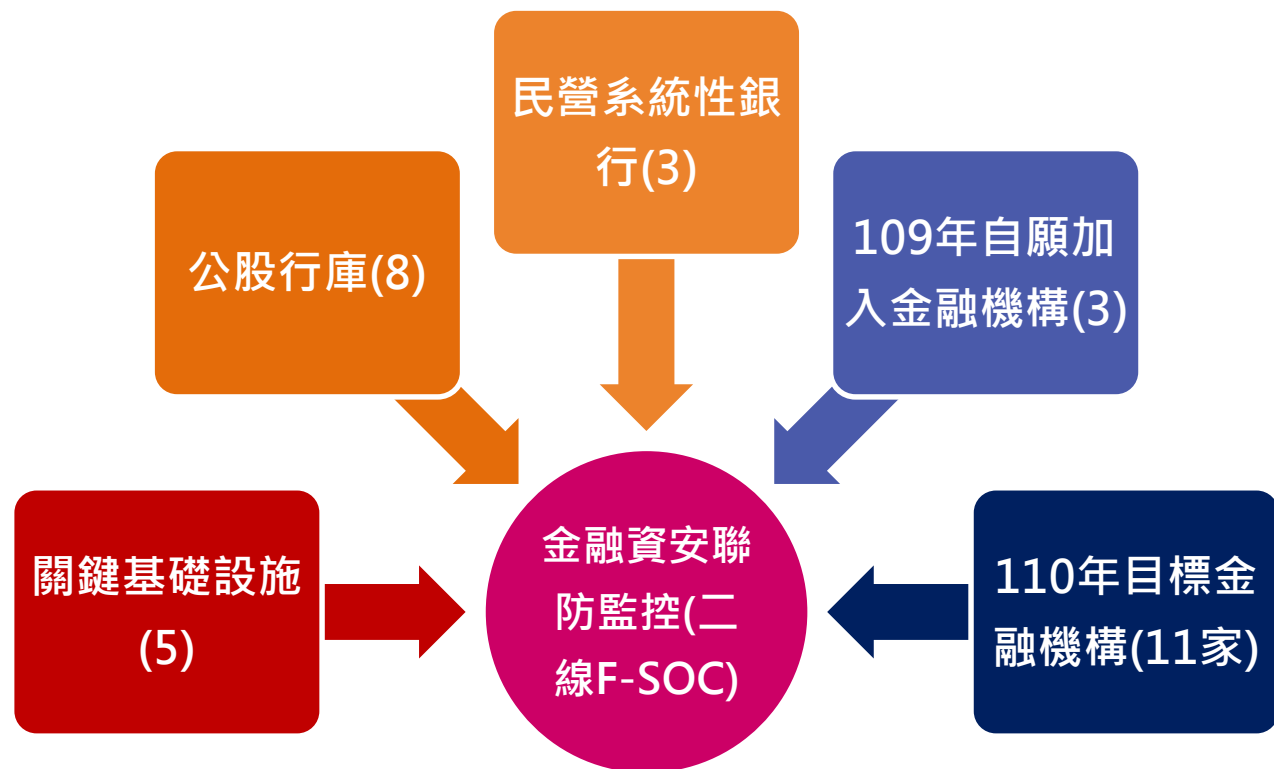 民營系統性銀
行(3)
公股行庫(8)
109年自願加
入金融機構(3)
關鍵基礎設施
(5)
金融資安聯
防監控(二
線F-SOC)
110年目標金
融機構(11家)